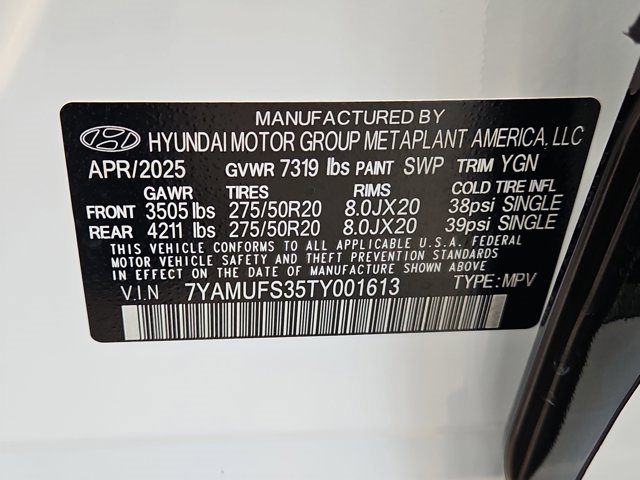 MANUFACTURED BY
HYUNDAI MOTOR GROUP METAPLANT AMERICA, LLC
APR/2025 GVWR 7319 lbs PAINT SWP TRIM YGN
GAWR TIRES RIMS COLD TIRE INFL
FRONT 3505 lbs 275/50R20 8.0JX20 38psi SINGLE
REAR 4211 lbs 275/50R20 8.0JX20 39psi SINGLE
THIS VEHICLE CONFORMS TO ALL APPLICABLE U.S.A. FEDERAL
MOTOR VEHICLE SAFETY AND THEFT PREVENTION STANDARDS
IN EFFECT ON THE DATE OF MANUFACTURE SHOWN ABOVE.
V.I.N 7YAMUFS35TY001613 TYPE:MPV